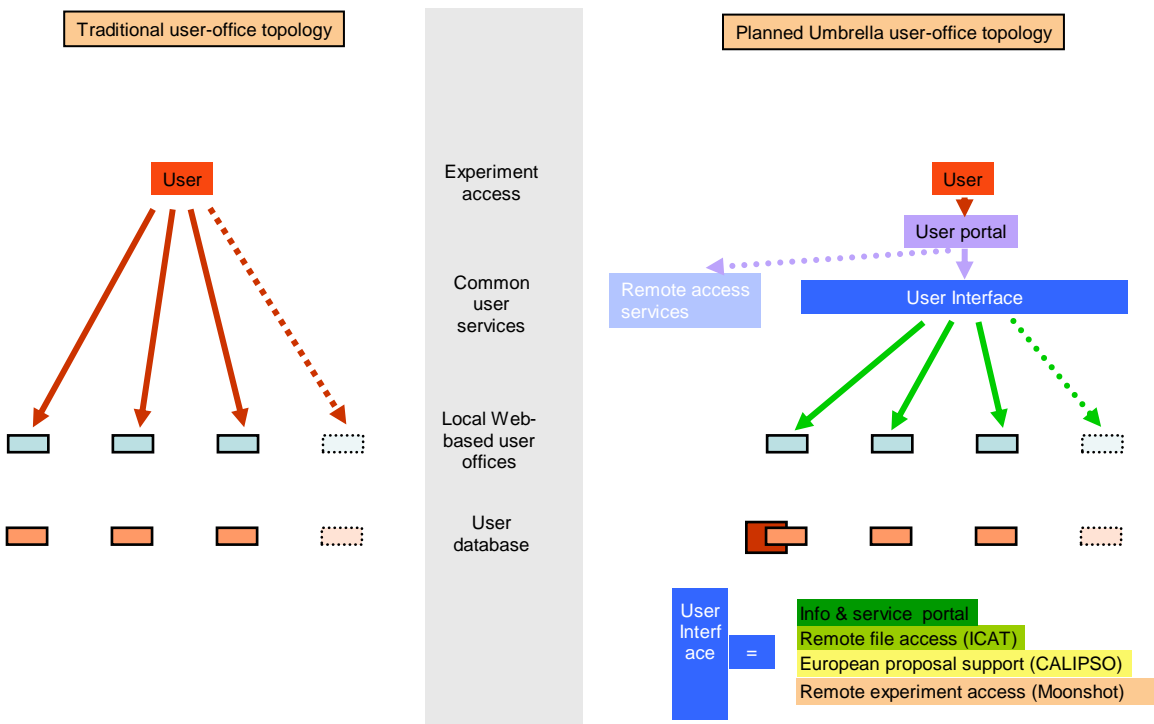 Traditional user-office topology
Planned Umbrella user-office topology
User
Experiment
access
User
User portal
Common
user
services
Remote access
services
User Interface
Local Web-
based user
offices
User
database
User
Interf
ace
=
Info & service  portal
Remote file access (ICAT)
European proposal support (CALIPSO)
Remote experiment access (Moonshot)